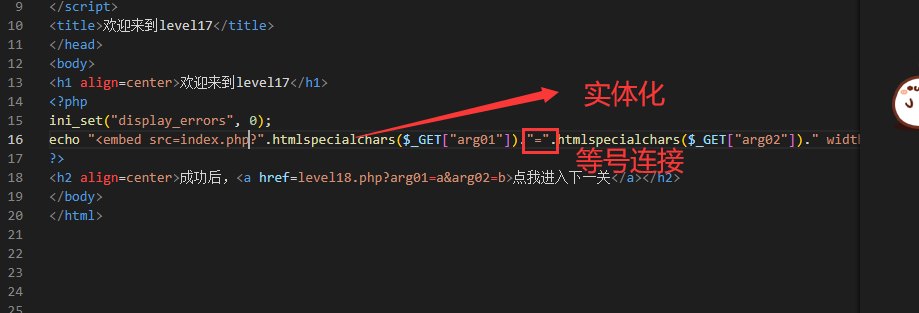 9 </script>
10 <title>欢迎来到level17</title>
11 </head>
12 <body>
13 <h1 align=center>欢迎来到level17</h1>
14 <?php
15 ini_set("display_errors", 0);
16 echo "<embed src=index.php?".htmlspecialchars($_GET["arg01"])."=".htmlspecialchars($_GET["arg02"])." width
17 ?>
18 <h2 align=center>成功后，<a href=level18.php?arg01=a&arg02=b>点我进入下一关</a></h2>
19 </body>
20 </html>
21
22
23
24
25
实体化
等号连接